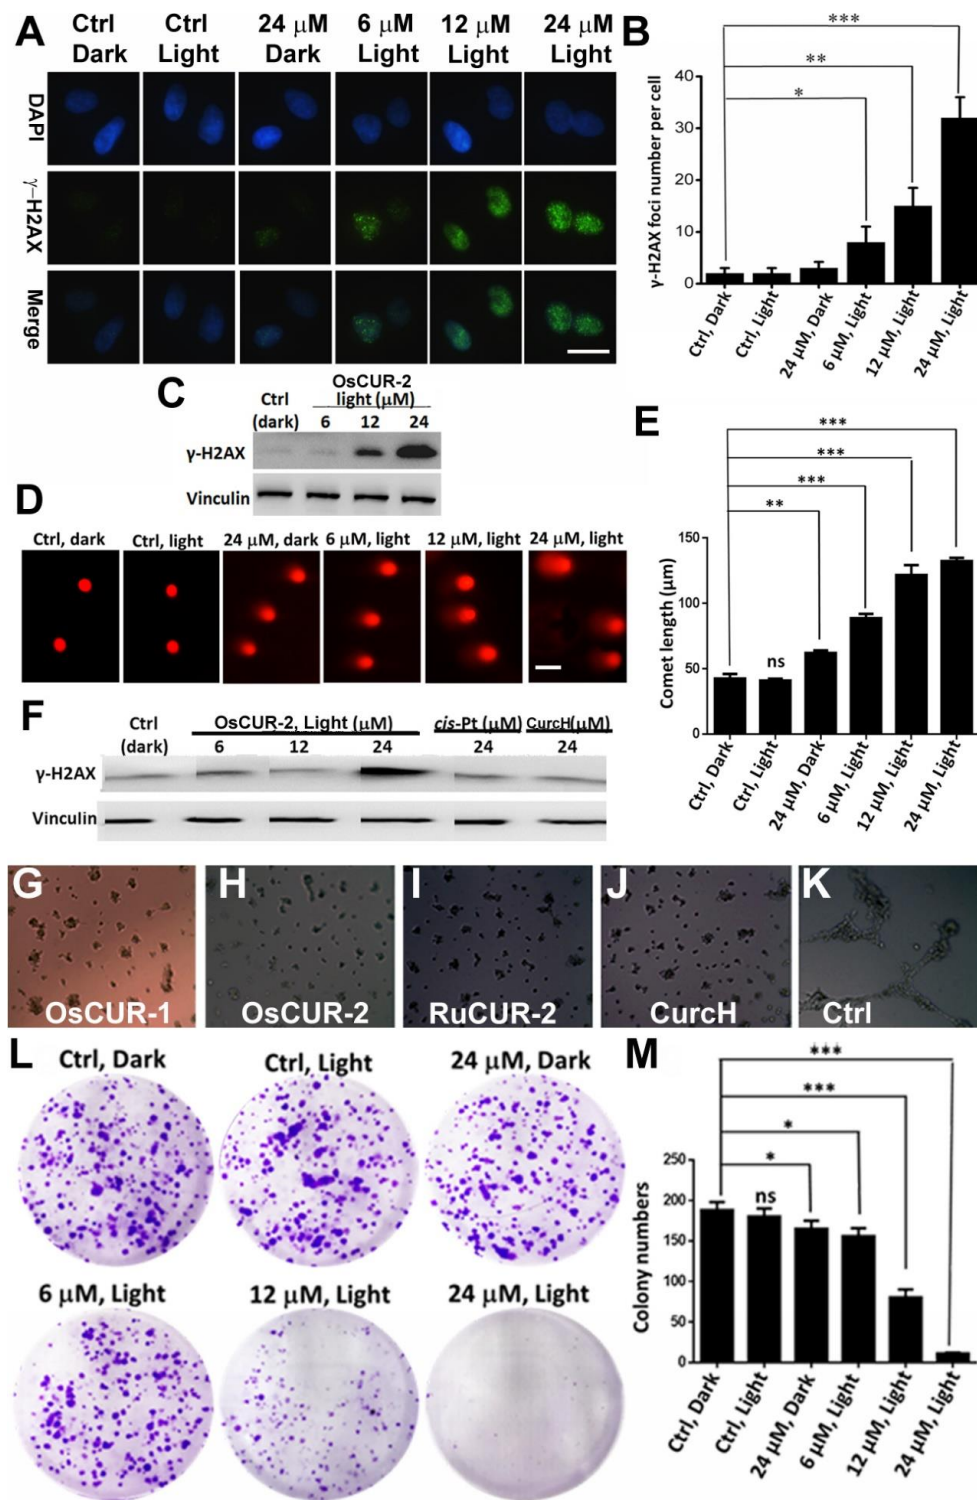 A
Ctrl Dark
Ctrl Light
24 μM Dark
6 μM Light
12 μM Light
24 μM Light
DAPI
γ-H2AX
Merge
B
γ-H2AX foci number per cell
***
**
*
40
30
20
10
0
Ctrl, Dark
Ctrl, Light
24 μM, Dark
6 μM, Light
12 μM, Light
24 μM, Light
C
Ctrl (dark)
OsCUR-2
light (μM)
6 12 24
γ-H2AX
Vinculin
D
Ctrl, dark
Ctrl, light
24 μM, dark
6 μM, light
12 μM, light
24 μM, light
E
Comet length (μm)
***
***
***
**
ns
150
100
50
0
Ctrl, Dark
Ctrl, Light
24 μM, Dark
6 μM, Light
12 μM, Light
24 μM, Light
F
Ctrl
(dark)
OsCUR-2, Light (μM)
6 12 24
cis-Pt (μM)
24
CurcH(μM)
24
γ-H2AX
Vinculin
G
OsCUR-1
H
OsCUR-2
I
RuCUR-2
J
CurcH
K
Ctrl
L
Ctrl, Dark
Ctrl, Light
24 μM, Dark
6 μM, Light
12 μM, Light
24 μM, Light
M
Colony numbers
***
***
*
*
ns
250
200
150
100
50
0
Ctrl, Dark
Ctrl, Light
24 μM, Dark
6 μM, Light
12 μM, Light
24 μM, Light